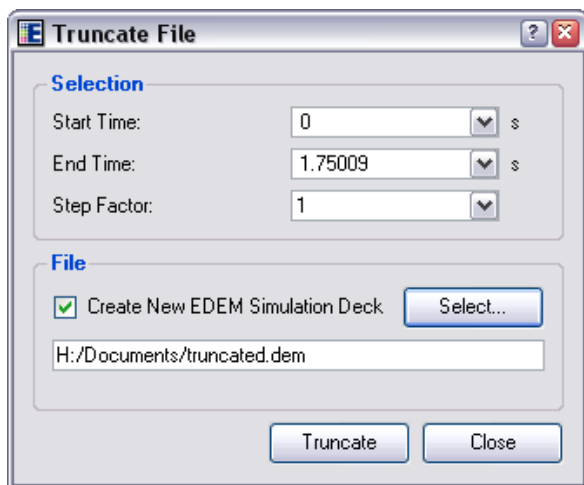 Truncate File
Selection
Start Time: 0 s
End Time: 1.75009 s
Step Factor: 1
File
Create New EDEM Simulation Deck Select...
H:/Documents/truncated.dem
Truncate Close